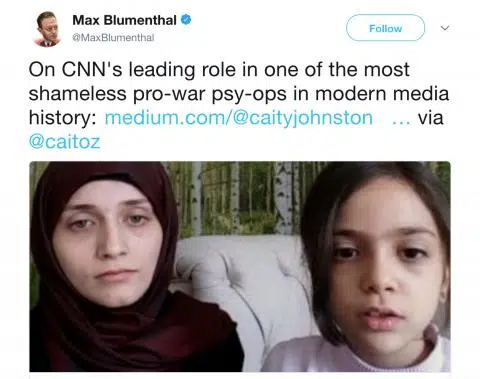 Max Blumenthal
@MaxBlumenthal
Follow
On CNN's leading role in one of the most
shameless pro-war psy-ops in modern media
history: medium.com/@caityjohnston ... via
@caitoz